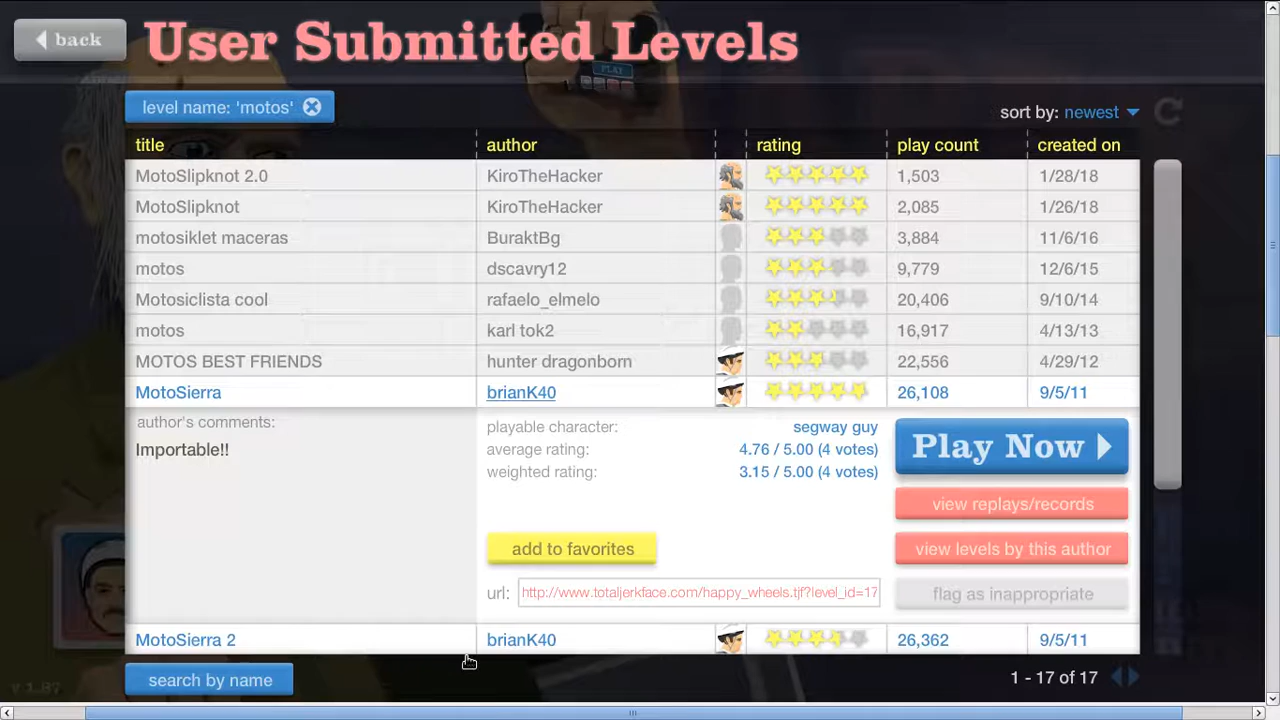 back
User Submitted Levels
PLAY
level name: 'motos'
sort by: newest
title author rating play count created on
MotoSlipknot 2.0 KiroTheHacker 1,503 1/28/18
MotoSlipknot KiroTheHacker 2,085 1/26/18
motosiklet maceras BuraktBg 3,884 11/6/16
motos dscavry12 9,779 12/6/15
Motosiclista cool rafaelo_elmelo 20,406 9/10/14
motos karl tok2 16,917 4/13/13
MOTOS BEST FRIENDS hunter dragonborn 22,556 4/29/12
MotoSierra brianK40 26,108 9/5/11
author's comments:
Importable!!
playable character: segway guy
average rating: 4.76 / 5.00 (4 votes)
weighted rating: 3.15 / 5.00 (4 votes)
add to favorites
url: http://www.totaljerkface.com/happy_wheels.tjf?level_id=17
Play Now
view replays/records
view levels by this author
flag as inappropriate
MotoSierra 2 brianK40 26,362 9/5/11
search by name
1 - 17 of 17
v 1.87